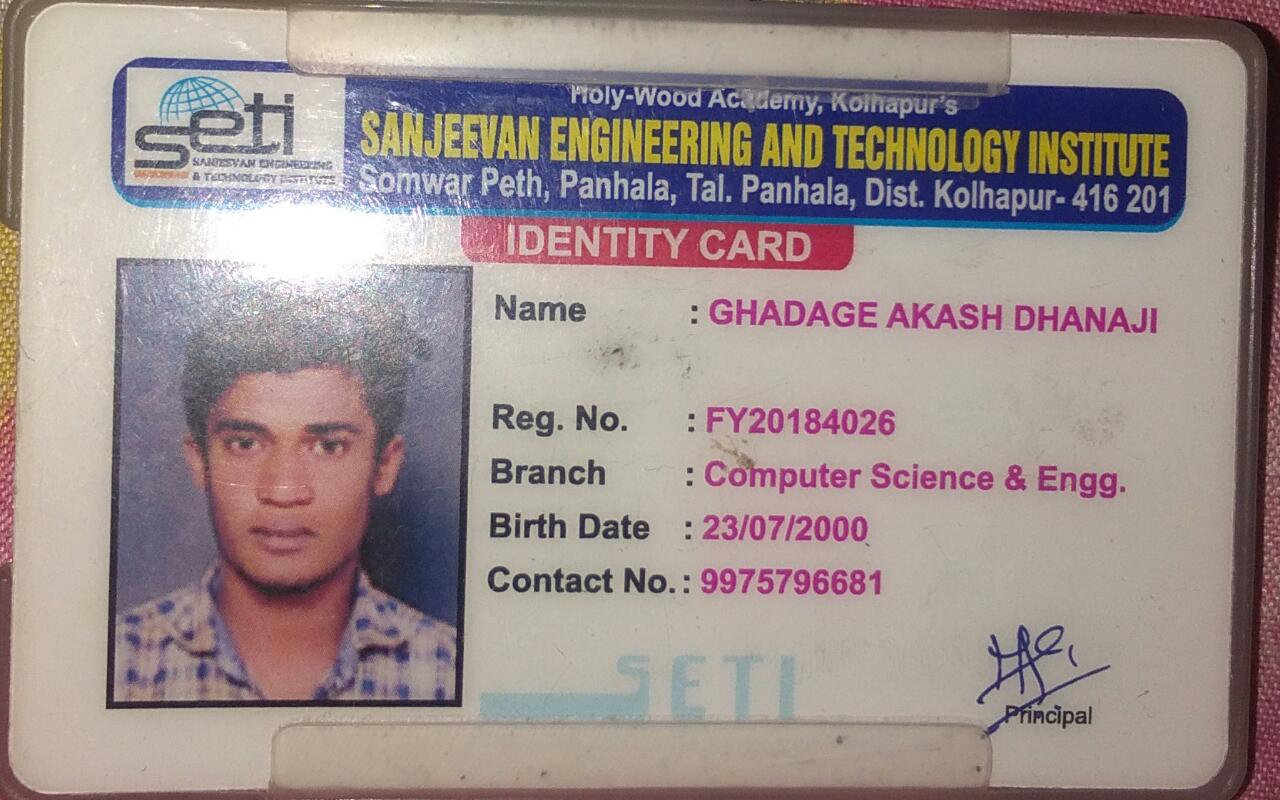 seti
SANJEEVAN ENGINEERING
& TECHNOLOGY INSTITUTE
Holy-Wood Academy, Kolhapur's
SANJEEVAN ENGINEERING AND TECHNOLOGY INSTITUTE
Somwar Peth, Panhala, Tal. Panhala, Dist. Kolhapur- 416 201
IDENTITY CARD
Name : GHADAGE AKASH DHANAJI
Reg. No. : FY20184026
Branch : Computer Science & Engg.
Birth Date : 23/07/2000
Contact No. : 9975796681
SETI
Principal